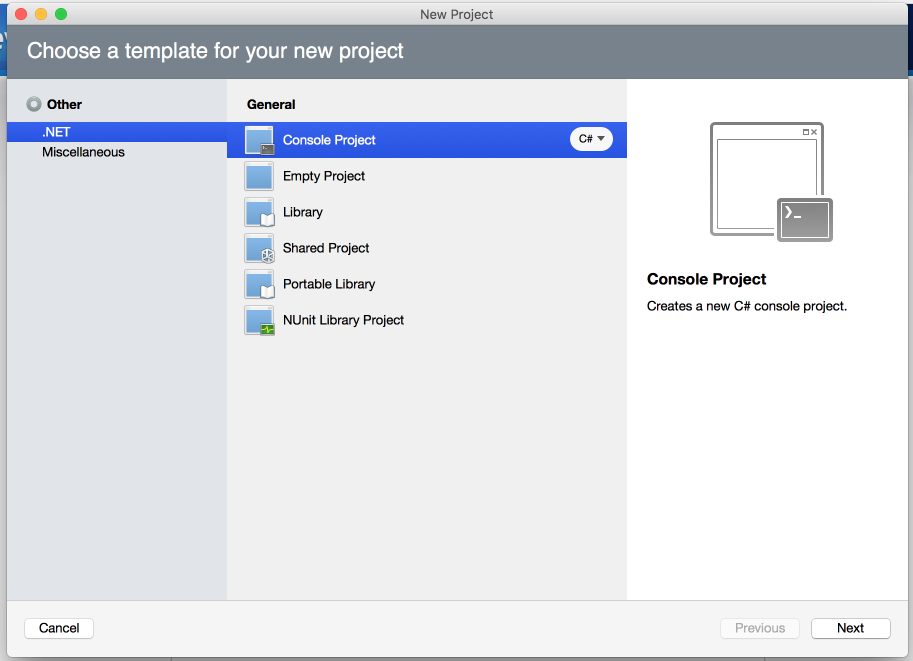 New Project
Choose a template for your new project
Other
.NET
Miscellaneous
General
Console Project
C#
Empty Project
Library
Shared Project
Portable Library
NUnit Library Project
Console Project
Creates a new C# console project.
Cancel
Previous
Next